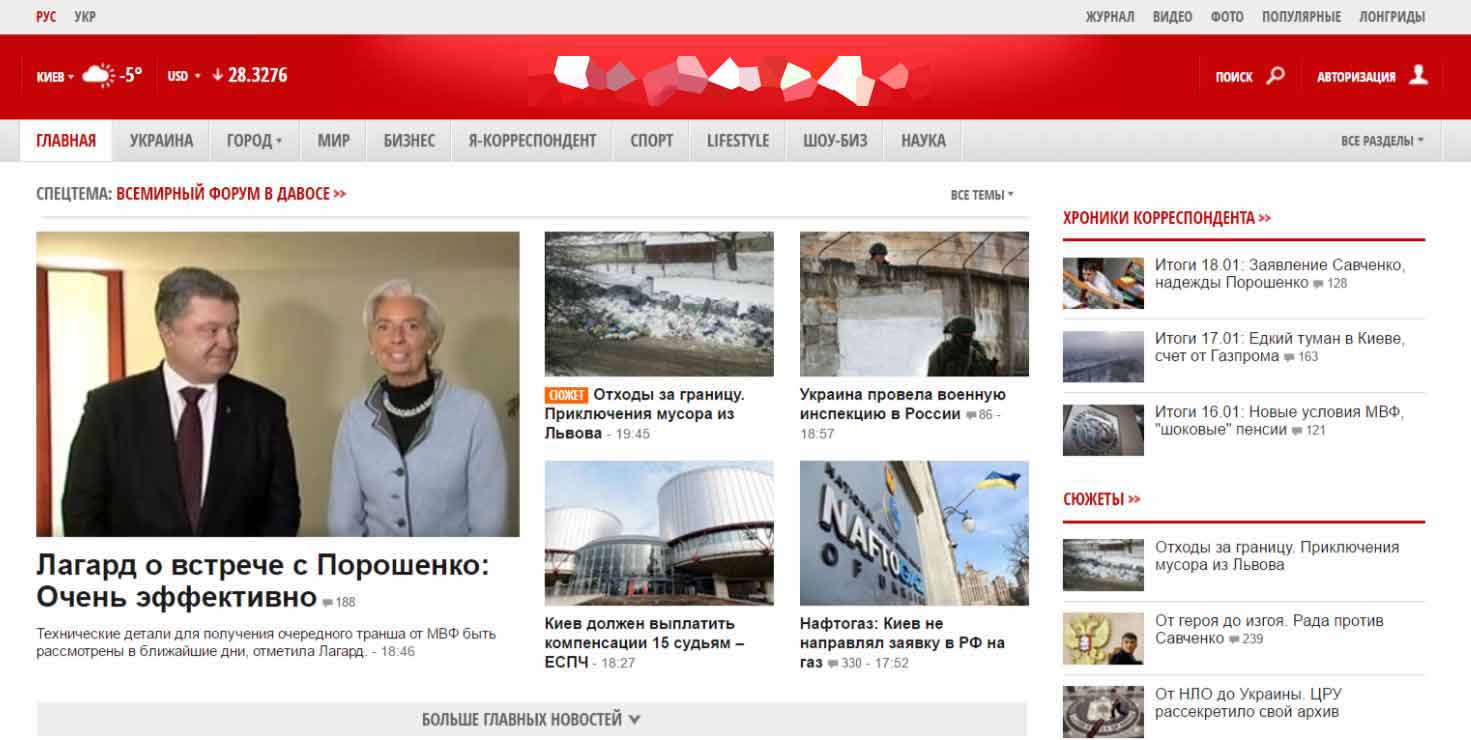 РУС УКР
ЖУРНАЛ ВИДЕО ФОТО ПОПУЛЯРНЫЕ ЛОНГРИДЫ
КИЕВ -5° USD 28.3276
ПОИСК АВТОРИЗАЦИЯ
ГЛАВНАЯ УКРАИНА ГОРОД МИР БИЗНЕС Я-КОРРЕСПОНДЕНТ СПОРТ LIFESTYLE ШОУ-БИЗ НАУКА ВСЕ РАЗДЕЛЫ
СПЕЦТЕМА: ВСЕМИРНЫЙ ФОРУМ В ДАВОСЕ >>
ВСЕ ТЕМЫ
Лагард о встрече с Порошенко:
Очень эффективно 188
Технические детали для получения очередного транша от МВФ быть
рассмотрены в ближайшие дни, отметила Лагард. - 18:46
СЮЖЕТ Отходы за границу.
Приключения мусора из
Львова - 19:45
Украина провела военную
инспекцию в России 86 -
18:57
Киев должен выплатить
компенсации 15 судьям –
ЕСПЧ - 18:27
NATIONAL
NAFTOGAZ
OF UKRAINE
Нафтогаз: Киев не
направлял заявку в РФ на
газ 330 - 17:52
БОЛЬШЕ ГЛАВНЫХ НОВОСТЕЙ
ХРОНИКИ КОРРЕСПОНДЕНТА >>
Итоги 18.01: Заявление Савченко,
надежды Порошенко 128
Итоги 17.01: Едкий туман в Киеве,
счет от Газпрома 163
Итоги 16.01: Новые условия МВФ,
"шоковые" пенсии 121
СЮЖЕТЫ >>
Отходы за границу. Приключения
мусора из Львова
От героя до изгоя. Рада против
Савченко 239
От НЛО до Украины. ЦРУ
рассекретило свой архив